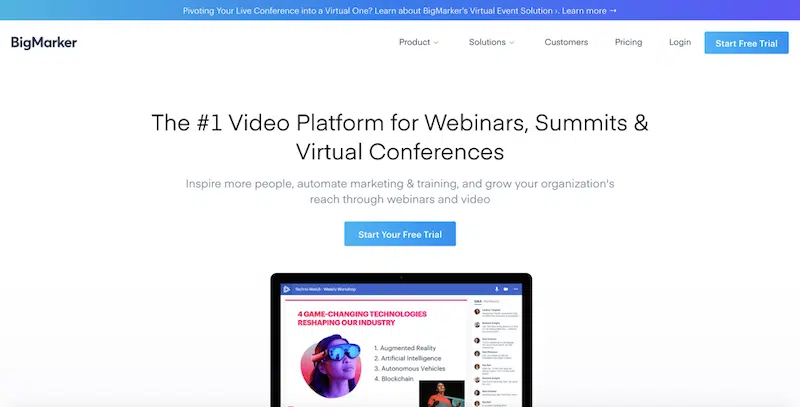 Pivoting Your Live Conference into a Virtual One? Learn about BigMarker's Virtual Event Solution ›. Learn more →
BigMarker
Product
Solutions
Customers
Pricing
Login
Start Free Trial
The #1 Video Platform for Webinars, Summits &
Virtual Conferences
Inspire more people, automate marketing & training, and grow your organization's
reach through webinars and video
Start Your Free Trial
4 GAME-CHANGING TECHNOLOGIES
RESHAPING OUR INDUSTRY
1. Augmented Reality
2. Artificial Intelligence
3. Autonomous Vehicles
4. Blockchain